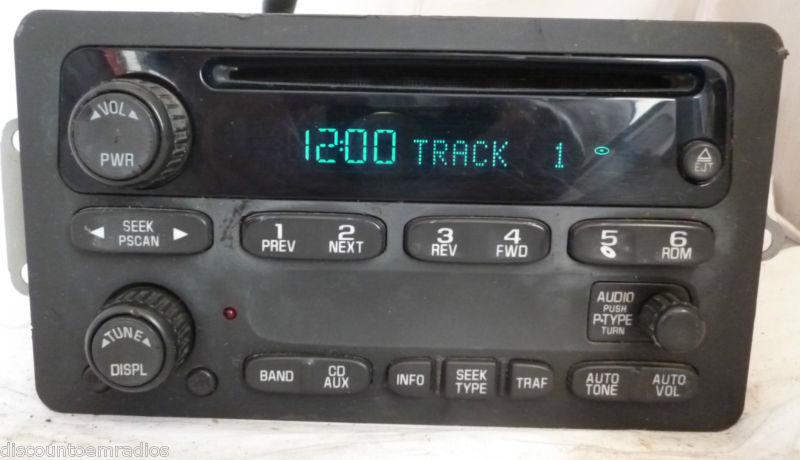 VOL
PWR
12:00 TRACK 1
EJT
SEEK
PSCAN
1 2
PREV NEXT
3 4
REV FWD
5 6
RDM
AUDIO
PUSH
P-TYPE
TURN
TUNE
DISPL
BAND
CD
AUX
INFO
SEEK
TYPE
TRAF
AUTO
TONE
AUTO
VOL
discountoemradios